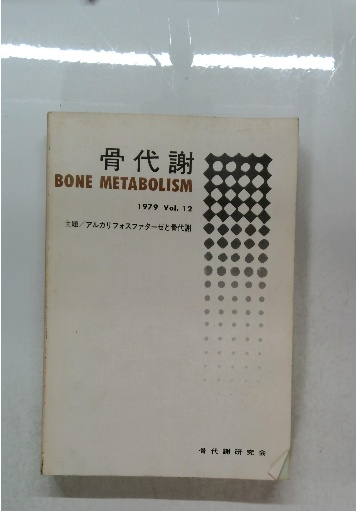 骨代謝
BONE METABOLISM
1979 Vol. 12
主題／アルカリフォスファターゼと骨代謝
骨代謝研究会